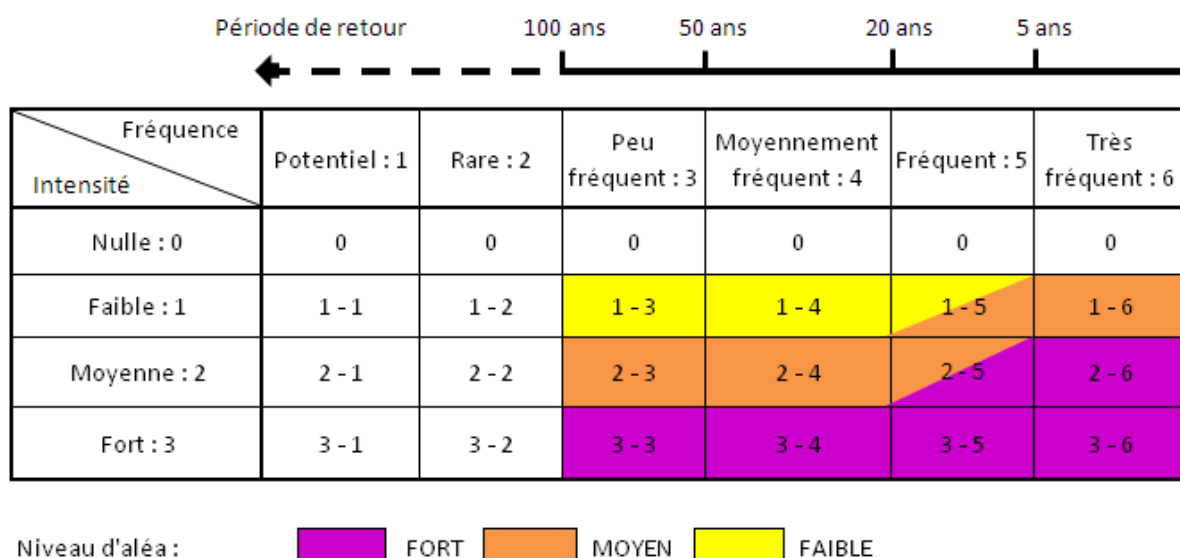 Période de retour 100 ans 50 ans 20 ans 5 ans
Fréquence
Intensité
Potentiel : 1
Rare : 2
Peu
fréquent : 3
Moyennement
fréquent : 4
Fréquent : 5
Très
fréquent : 6
Nulle : 0 0 0 0 0 0 0
Faible : 1 1 - 1 1 - 2 1 - 3 1 - 4 1 - 5 1 - 6
Moyenne : 2 2 - 1 2 - 2 2 - 3 2 - 4 2 - 5 2 - 6
Fort : 3 3 - 1 3 - 2 3 - 3 3 - 4 3 - 5 3 - 6
Niveau d'aléa : FORT MOYEN FAIBLE